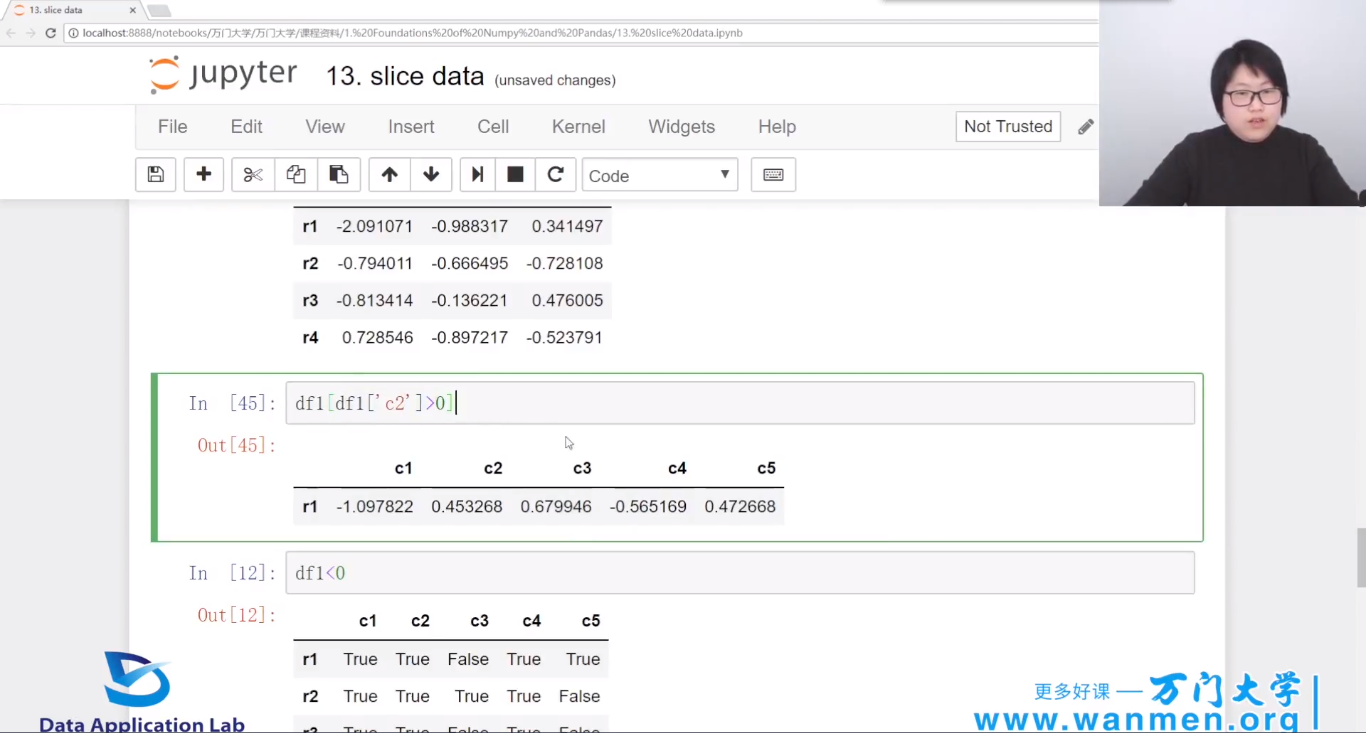 13. slice data
localhost:8888/notebooks/万门大学/万门大学/课程资料/1.%20Foundations%20of%20Numpy%20and%20Pandas/13.%20slice%20data.ipynb
jupyter 13. slice data (unsaved changes)
File Edit View Insert Cell Kernel Widgets Help Not Trusted
Code
r1 -2.091071 -0.988317 0.341497
r2 -0.794011 -0.666495 -0.728108
r3 -0.813414 -0.136221 0.476005
r4 0.728546 -0.897217 -0.523791
In [45]: df1[df1['c2']>0]
Out[45]:
c1 c2 c3 c4 c5
r1 -1.097822 0.453268 0.679946 -0.565169 0.472668
In [12]: df1<0
Out[12]:
c1 c2 c3 c4 c5
r1 True True False True True
r2 True True True True False
r3 True True False True False
Data Application Lab
更多好课 — 万门大学
www.wanmen.org